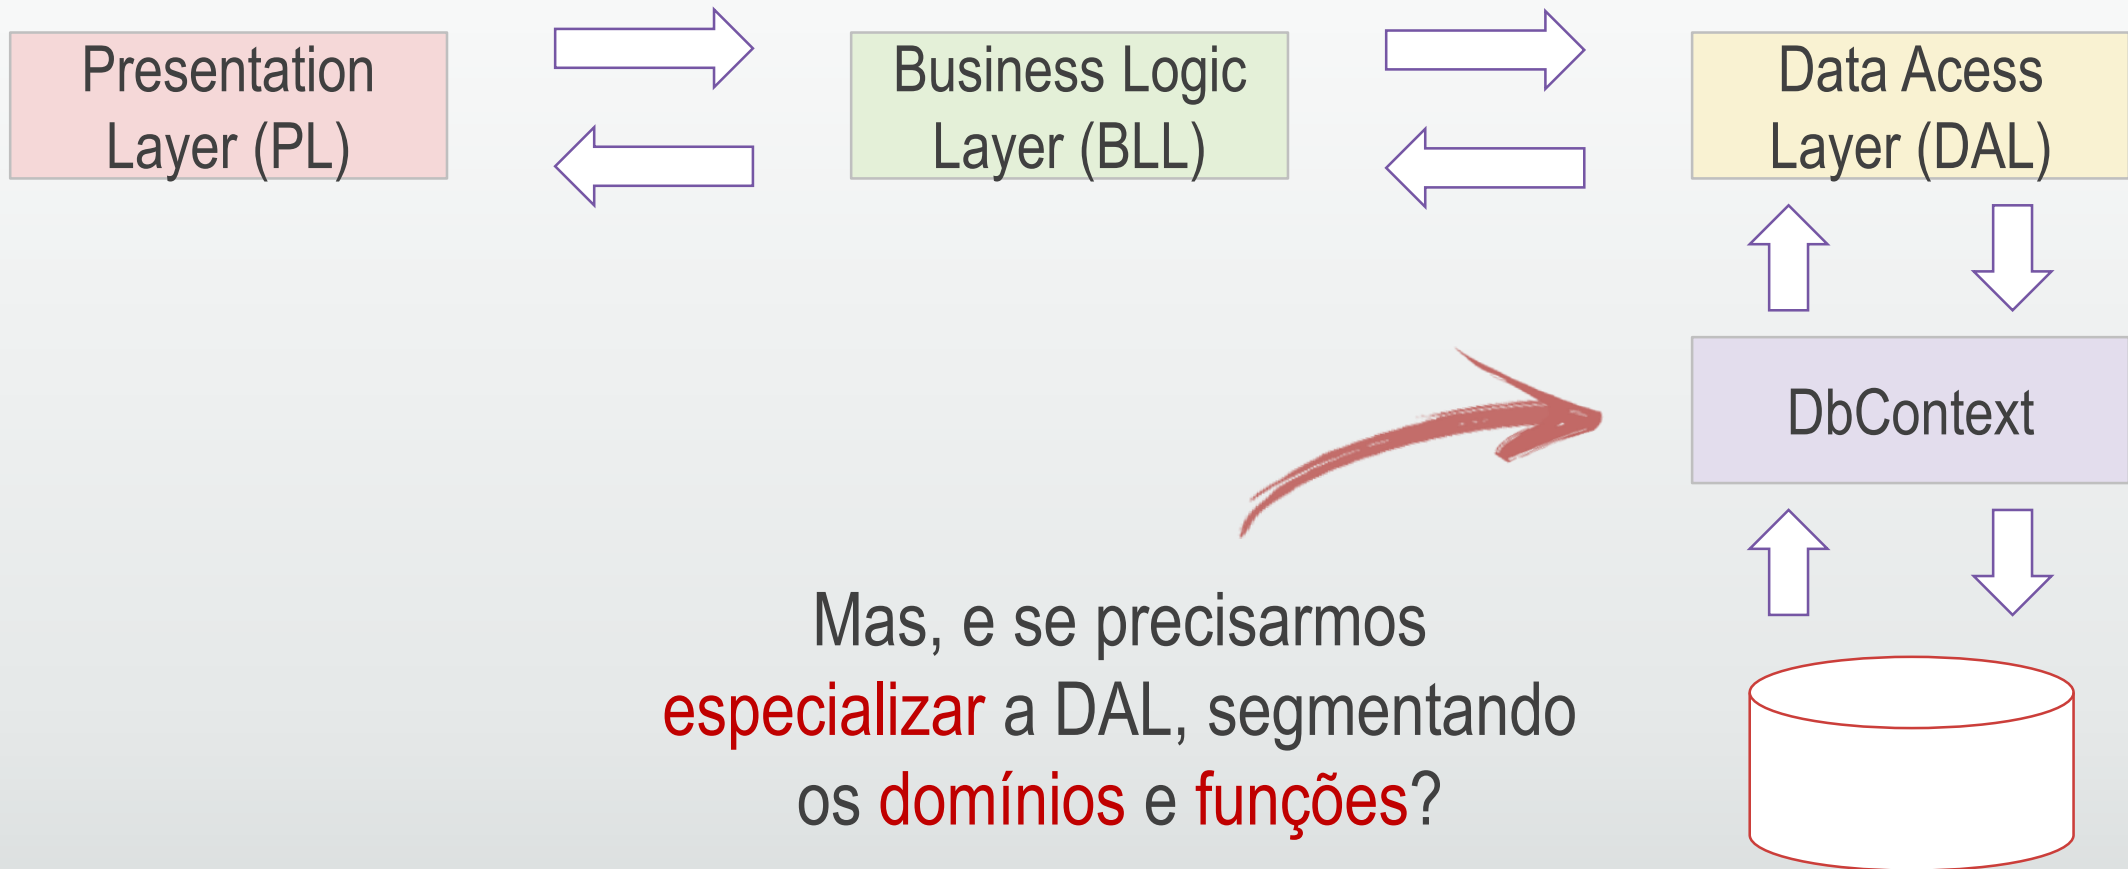 Presentation
Layer (PL)
Business Logic
Layer (BLL)
Data Acess
Layer (DAL)
DbContext
Mas, e se precisarmos
especializar a DAL, segmentando
os domínios e funções?